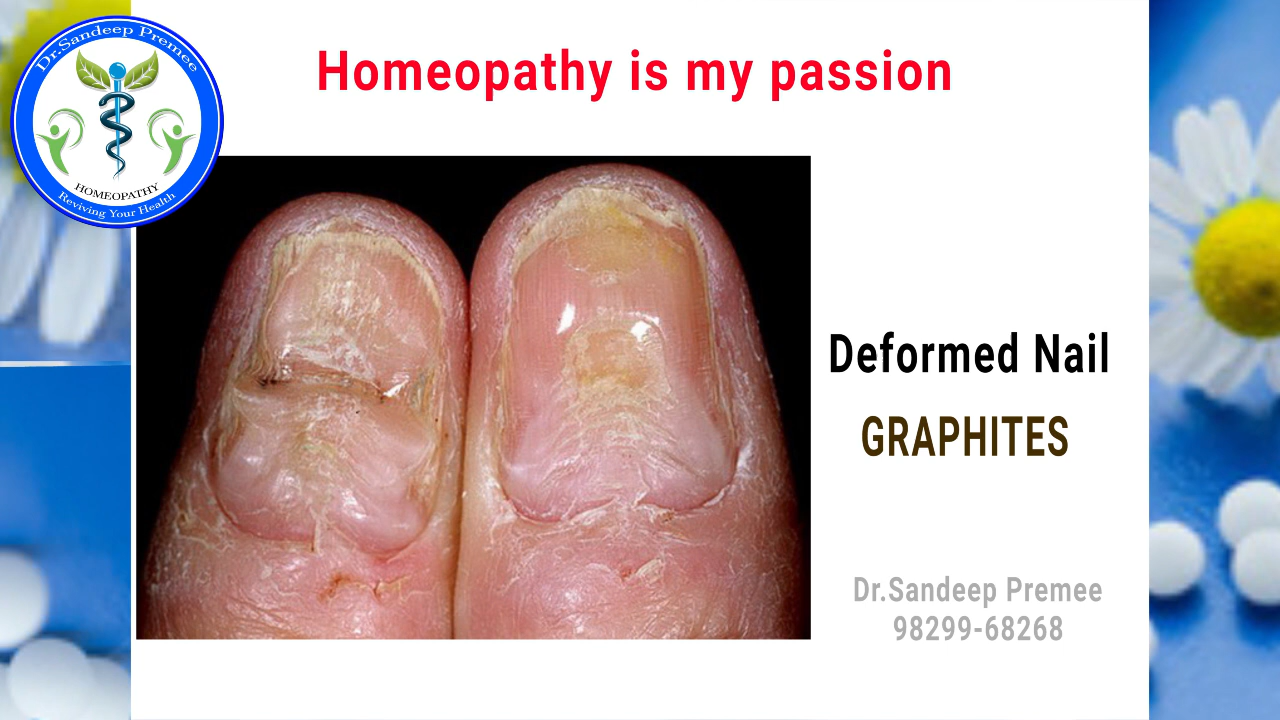 Dr.Sandeep Premee
HOMEOPATHY
Reviving Your Health
Homeopathy is my passion
Deformed Nail
GRAPHITES
Dr.Sandeep Premee
98299-68268